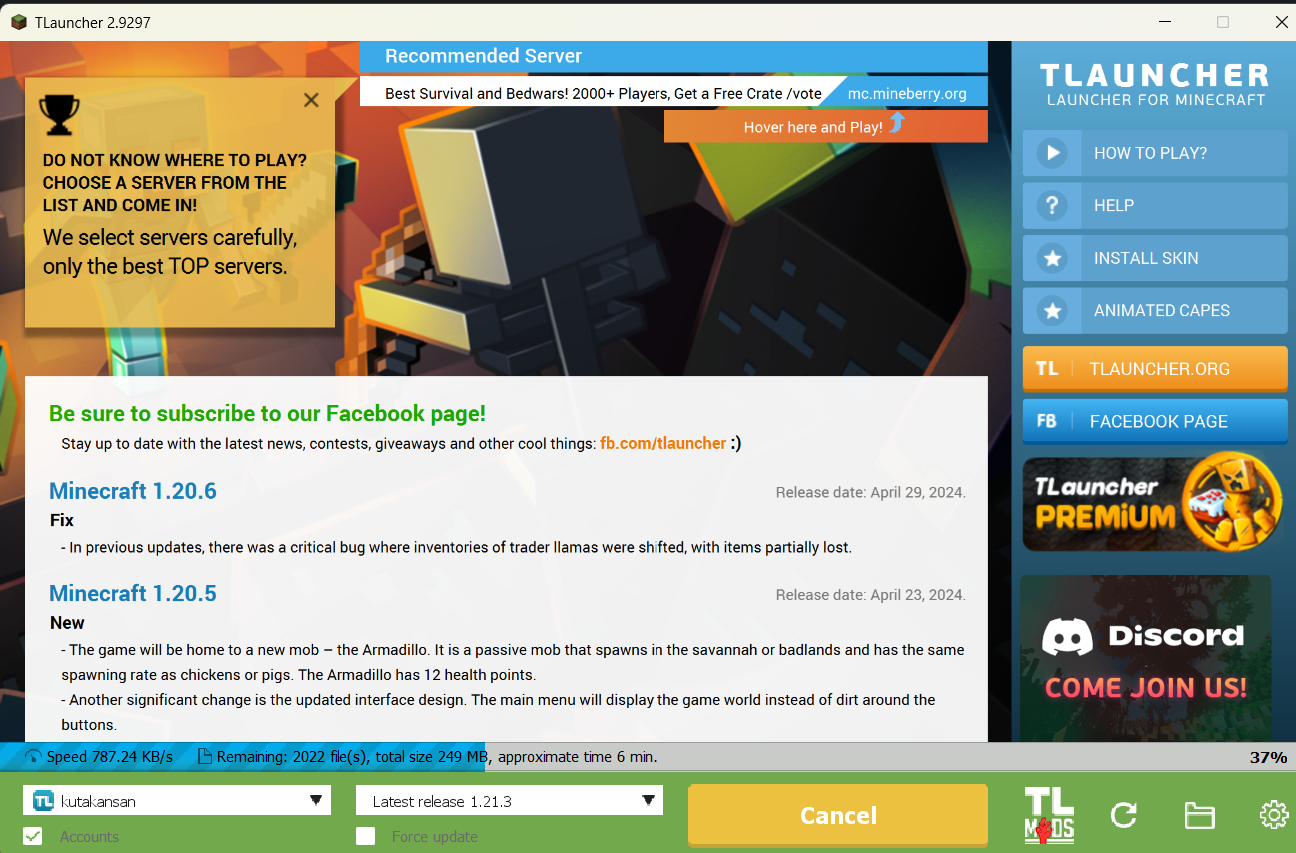 TLauncher 2.9297
Recommended Server
Best Survival and Bedwars! 2000+ Players, Get a Free Crate /vote
mc.mineberry.org
Hover here and Play!
DO NOT KNOW WHERE TO PLAY?
CHOOSE A SERVER FROM THE
LIST AND COME IN!
We select servers carefully,
only the best TOP servers.
Be sure to subscribe to our Facebook page!
Stay up to date with the latest news, contests, giveaways and other cool things: fb.com/tlauncher :)
Minecraft 1.20.6
Release date: April 29, 2024.
Fix
- In previous updates, there was a critical bug where inventories of trader llamas were shifted, with items partially lost.
Minecraft 1.20.5
Release date: April 23, 2024.
New
- The game will be home to a new mob – the Armadillo. It is a passive mob that spawns in the savannah or badlands and has the same
spawning rate as chickens or pigs. The Armadillo has 12 health points.
- Another significant change is the updated interface design. The main menu will display the game world instead of dirt around the
buttons.
TLAUNCHER
LAUNCHER FOR MINECRAFT
HOW TO PLAY?
? HELP
INSTALL SKIN
ANIMATED CAPES
TL TLAUNCHER.ORG
FB FACEBOOK PAGE
TLauncher
PREMiUM
Discord
COME JOIN US!
Speed 787.24 KB/s Remaining: 2022 file(s), total size 249 MB, approximate time 6 min.
37%
TL kutakansan
Latest release 1.21.3
Cancel
TL
MODS
Accounts
Force update